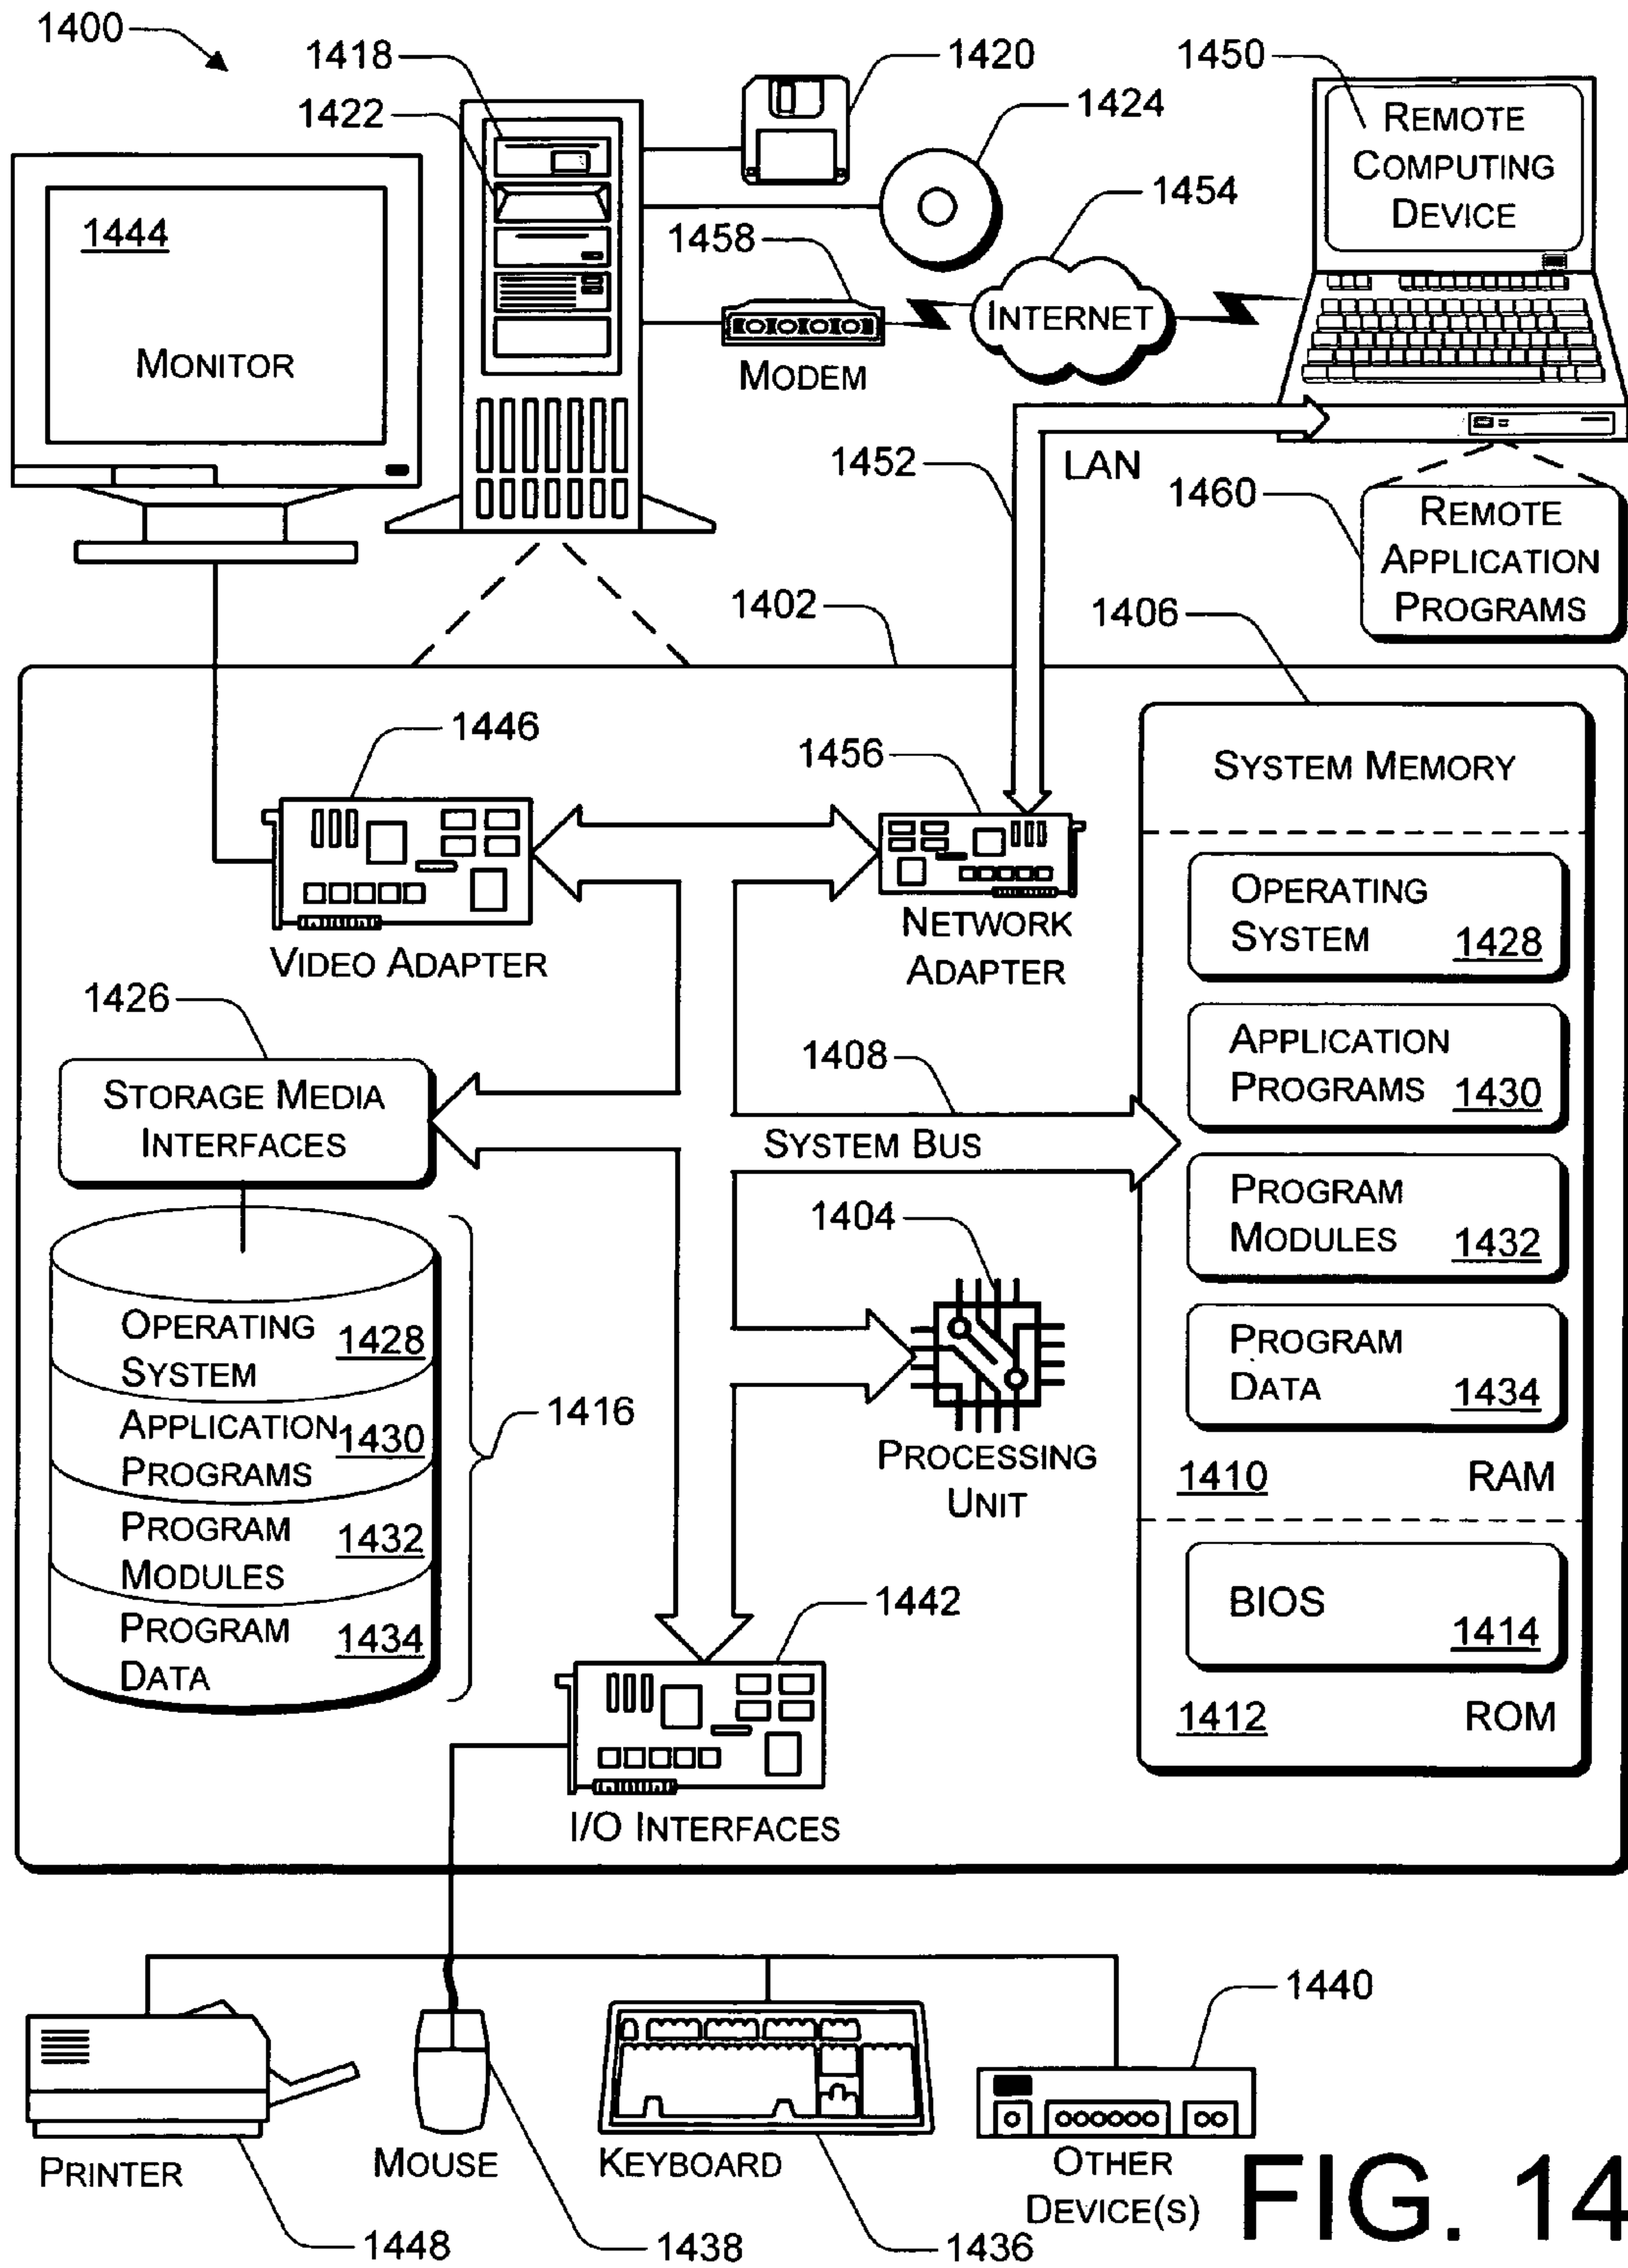 1400
1418
1422
1420
1424
1450
REMOTE
COMPUTING
DEVICE
1454
1444
MONITOR
1458
INTERNET
MODEM
1452
LAN
1460
REMOTE
APPLICATION
PROGRAMS
1402
1406
1446
1456
SYSTEM MEMORY
VIDEO ADAPTER
NETWORK
ADAPTER
OPERATING
SYSTEM 1428
1426
STORAGE MEDIA
INTERFACES
1408
SYSTEM BUS
APPLICATION
PROGRAMS 1430
PROGRAM
MODULES 1432
1404
PROCESSING
UNIT
PROGRAM
DATA 1434
1410 RAM
OPERATING
SYSTEM 1428
APPLICATION
PROGRAMS 1430
PROGRAM
MODULES 1432
PROGRAM
DATA 1434
1416
BIOS
1414
1412 ROM
1442
I/O INTERFACES
1440
PRINTER
MOUSE
KEYBOARD
OTHER
DEVICE(S)
1448
1438
1436
FIG. 14